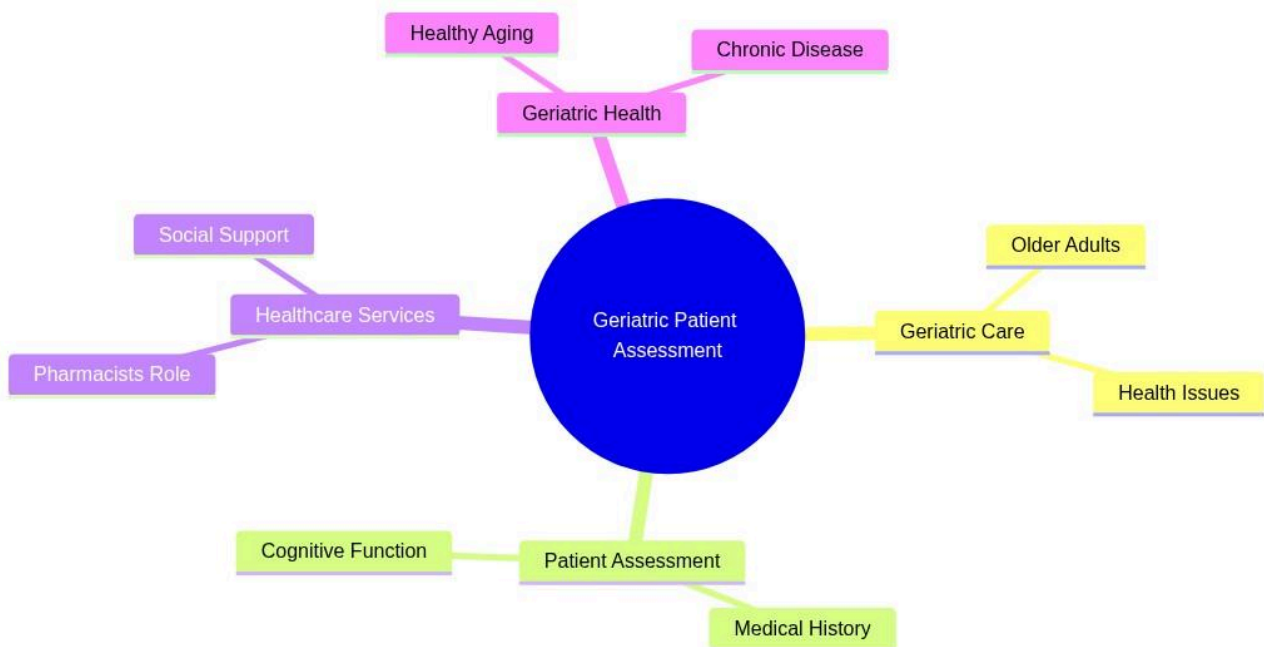 Healthy Aging
Chronic Disease
Geriatric Health
Social Support
Older Adults
Healthcare Services
Geriatric Patient
Assessment
Geriatric Care
Pharmacists Role
Health Issues
Cognitive Function
Patient Assessment
Medical History